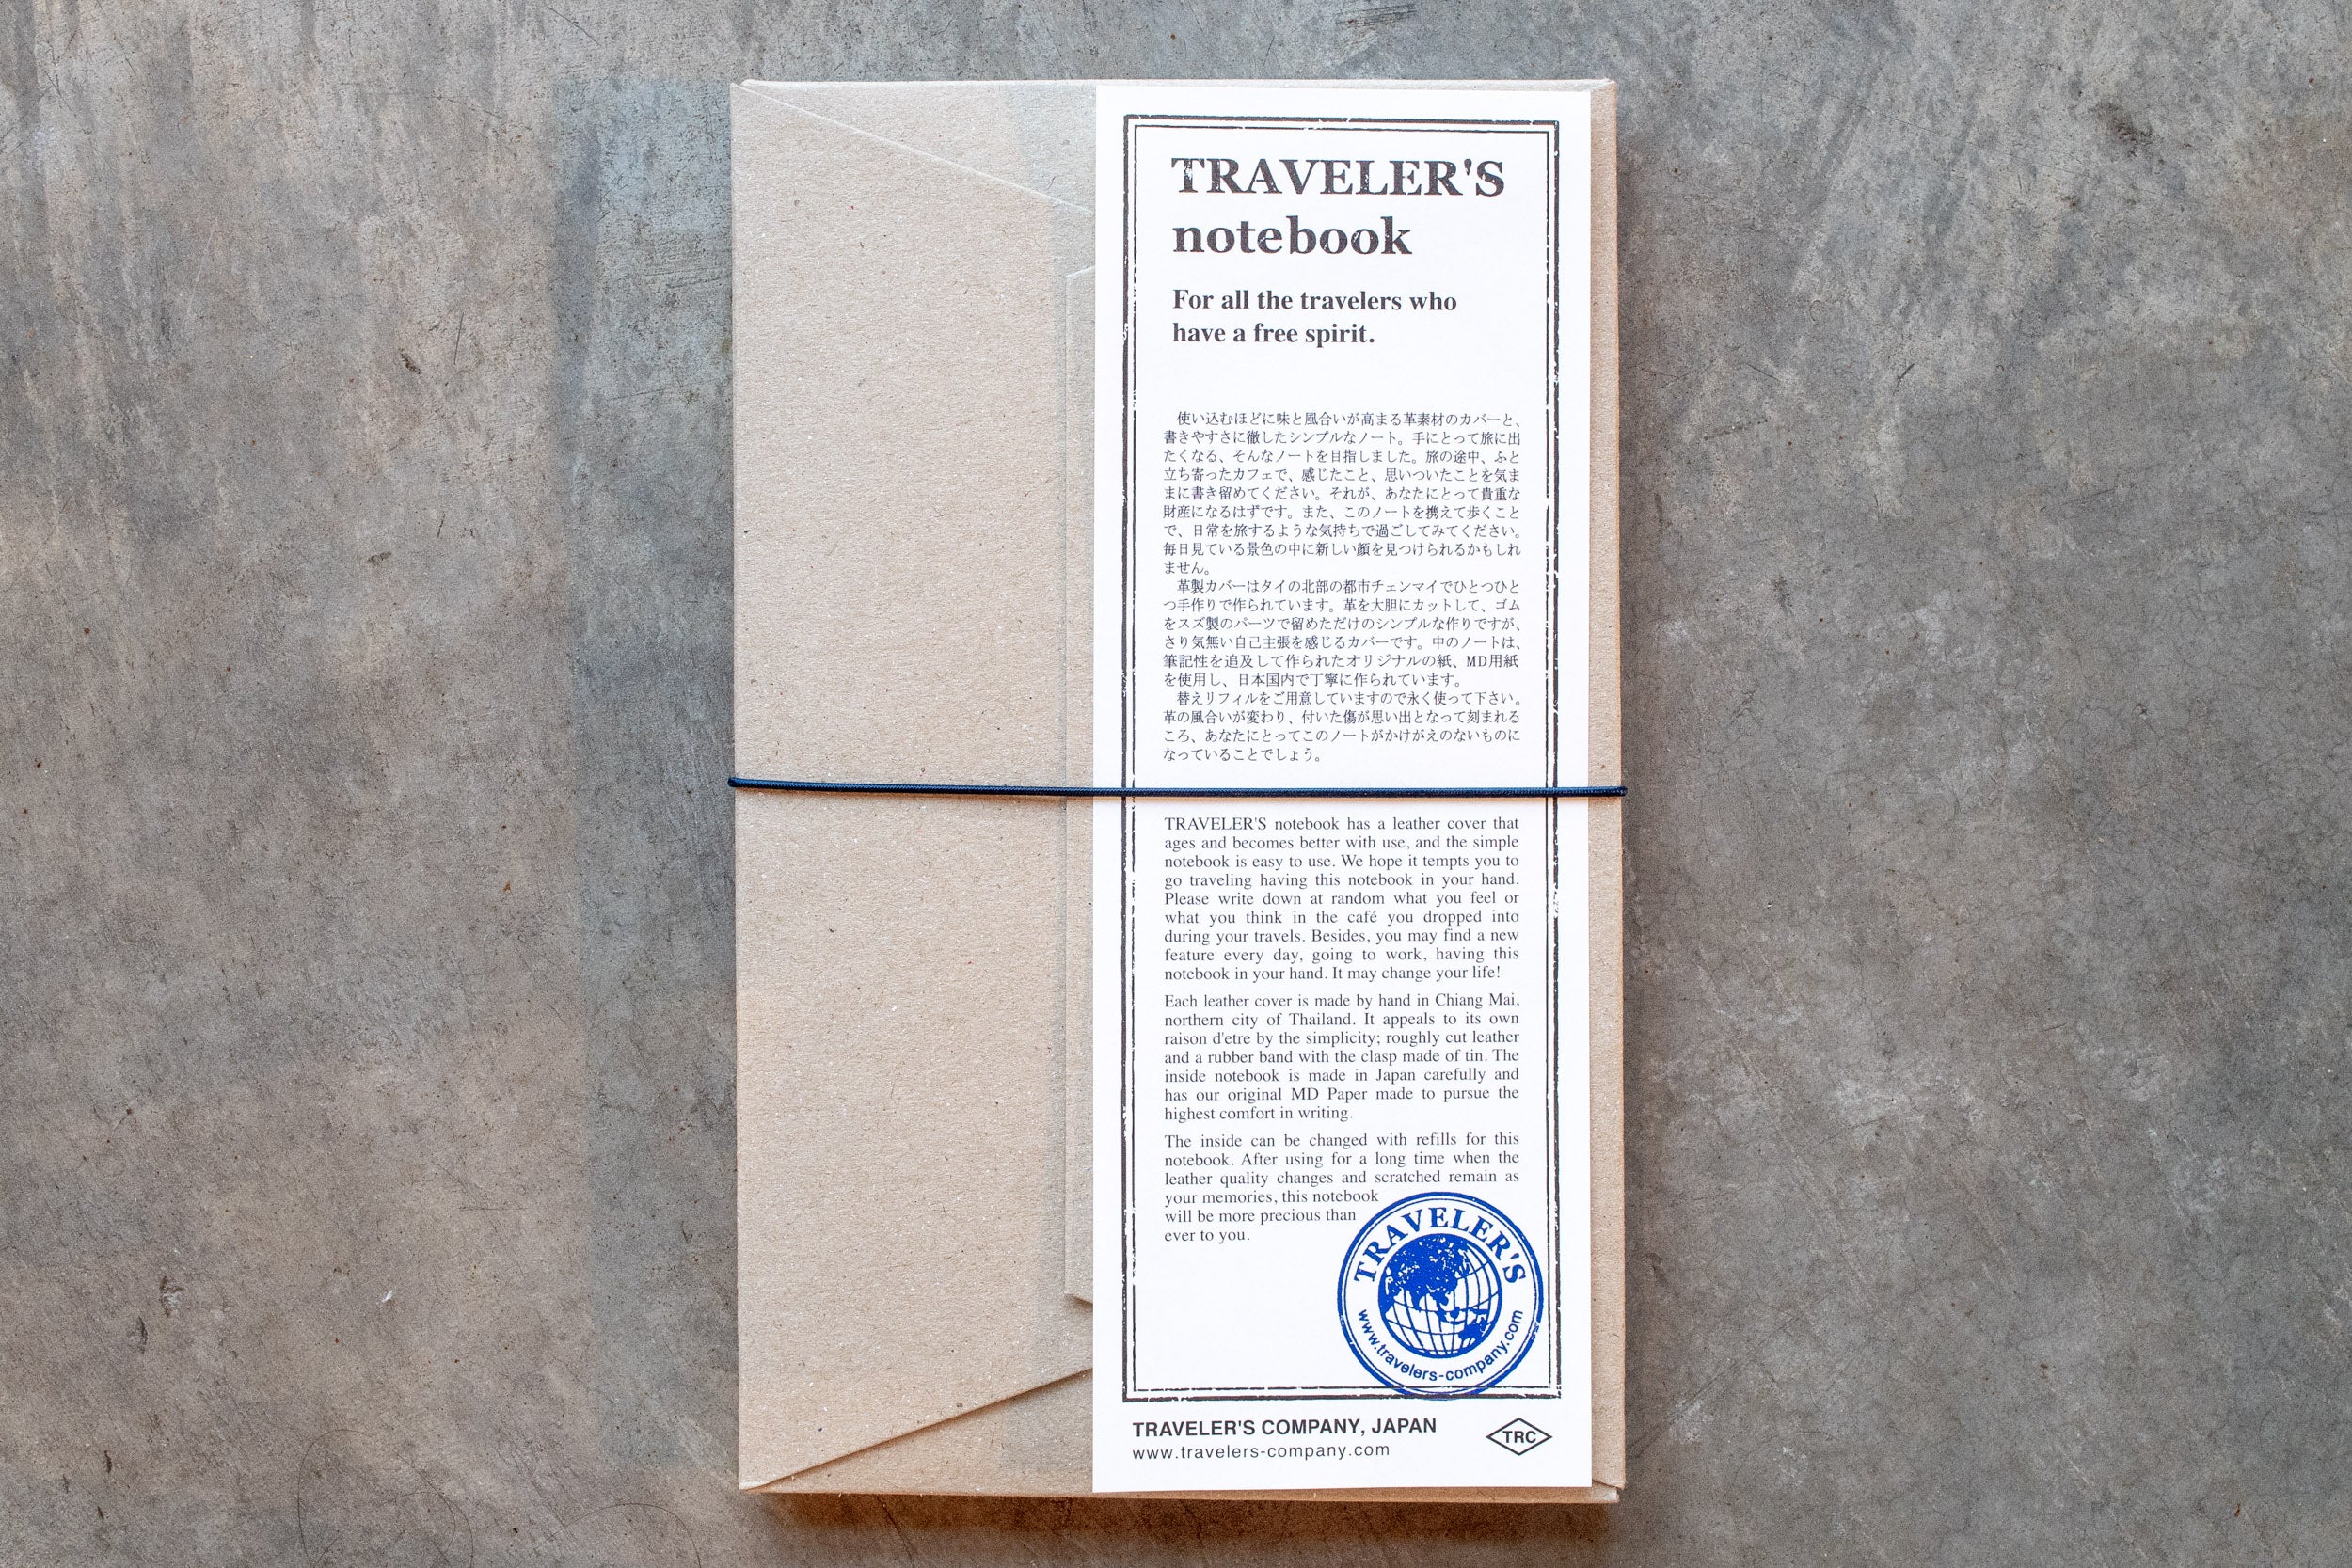 TRAVELER'S
notebook
For all the travelers who
have a free spirit.
使い込むほどに味と風合いが高まる革素材のカバーと、
書きやすさに徹したシンプルなノート。手にとって旅に出
たくなる、そんなノートを目指しました。旅の途中、ふと
立ち寄ったカフェで、感じたこと、思いついたことを気ま
まに書き留めてください。それが、あなたにとって貴重な
財産になるはずです。また、このノートを携えて歩くこと
で、日常を旅するような気持ちで過ごしてみてください。
毎日見ている景色の中に新しい顔を見つけられるかもしれ
ません。
革製カバーはタイの北部の都市チェンマイでひとつひと
つ手作りで作られています。革を大胆にカットして、ゴム
をスズ製のパーツで留めただけのシンプルな作りですが、
さり気無い自己主張を感じるカバーです。中のノートは、
筆記性を追及して作られたオリジナルの紙、MD用紙
を使用し、日本国内で丁寧に作られています。
替えリフィルをご用意していますので永く使って下さい。
革の風合いが変わり、付いた傷が思い出となって刻まれる
ころ、あなたにとってこのノートがかけがえのないものに
なっていることでしょう。
TRAVELER'S notebook has a leather cover that
ages and becomes better with use, and the simple
notebook is easy to use. We hope it tempts you to
go traveling having this notebook in your hand.
Please write down at random what you feel or
what you think in the café you dropped into
during your travels. Besides, you may find a new
feature every day, going to work, having this
notebook in your hand. It may change your life!
Each leather cover is made by hand in Chiang Mai,
northern city of Thailand. It appeals to its own
raison d'etre by the simplicity; roughly cut leather
and a rubber band with the clasp made of tin. The
inside notebook is made in Japan carefully and
has our original MD Paper made to pursue the
highest comfort in writing.
The inside can be changed with refills for this
notebook. After using for a long time when the
leather quality changes and scratched remain as
your memories, this notebook
will be more precious than
ever to you.
TRAVELER'S
www.travelers-company.com
TRAVELER'S COMPANY, JAPAN
www.travelers-company.com
TRC